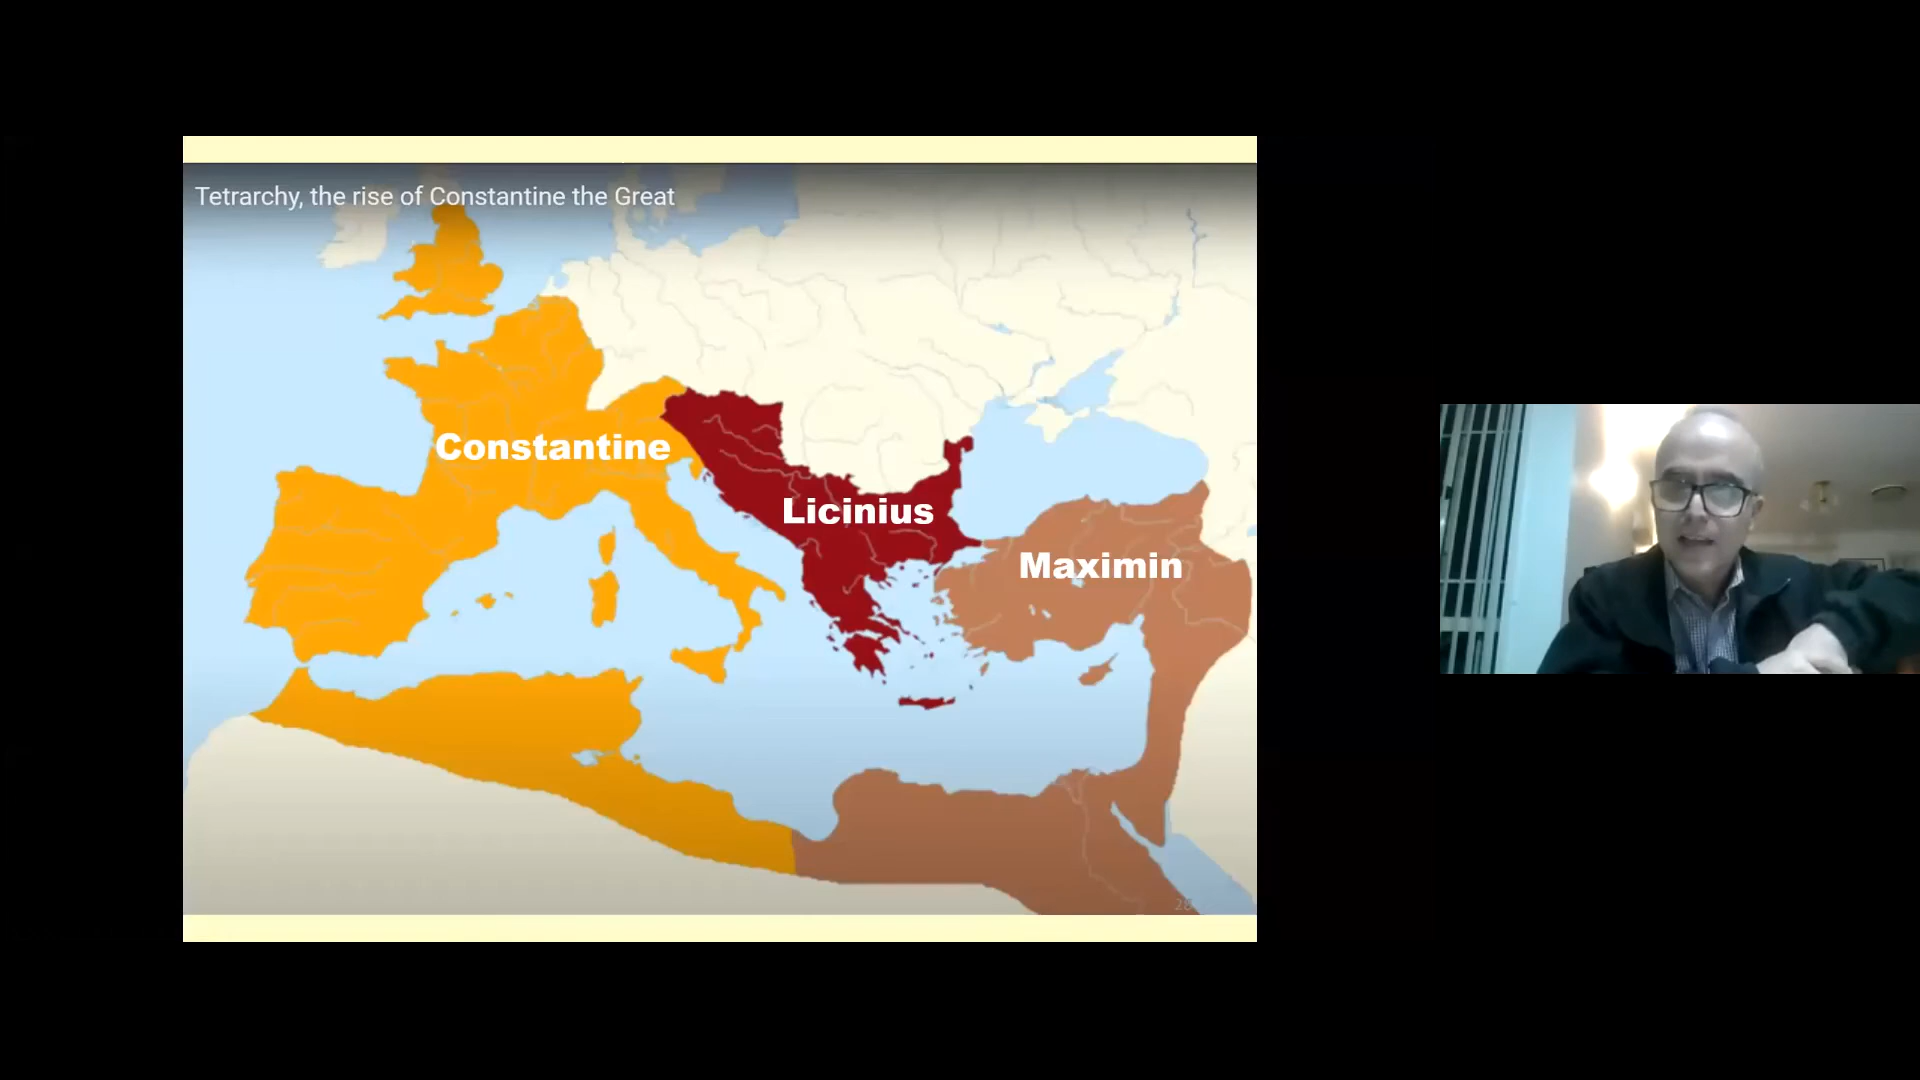 Tetrarchy, the rise of Constantine the Great
Constantine
Licinius
Maximin